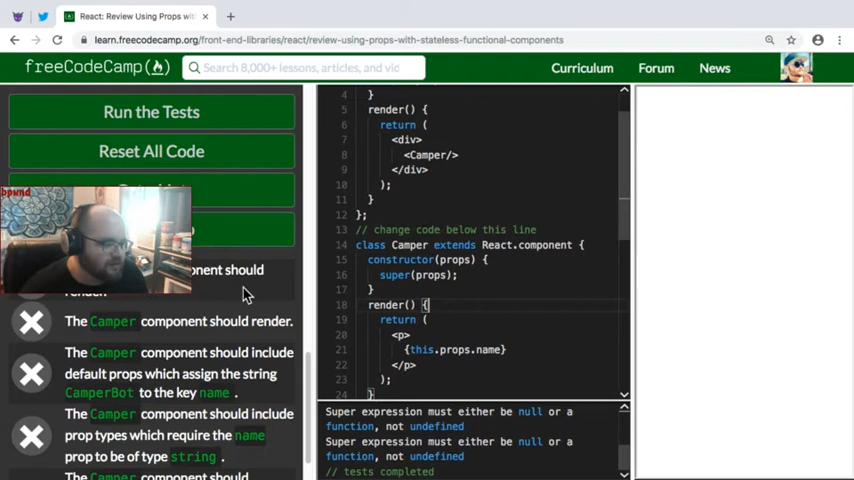 React: Review Using Props wit
learn.freecodecamp.org/front-end-libraries/react/review-using-props-with-stateless-functional-components
freeCodeCamp
Search 8,000+ lessons, articles, and vid
Curriculum
Forum
News
Run the Tests
Reset All Code
bpwnd
ponent should
render.
The Camper component should render.
The Camper component should include
default props which assign the string
CamperBot to the key name .
The Camper component should include
prop types which require the name
prop to be of type string .
The Camper component should
4 }
5 render() {
6 return (
7 <div>
8 <Camper/>
9 </div>
10 );
11 }
12 };
13 // change code below this line
14 class Camper extends React.component {
15 constructor(props) {
16 super(props);
17 }
18 render() {
19 return (
20 <p>
21 {this.props.name}
22 </p>
23 );
24 }
Super expression must either be null or a
function, not undefined
Super expression must either be null or a
function, not undefined
// tests completed